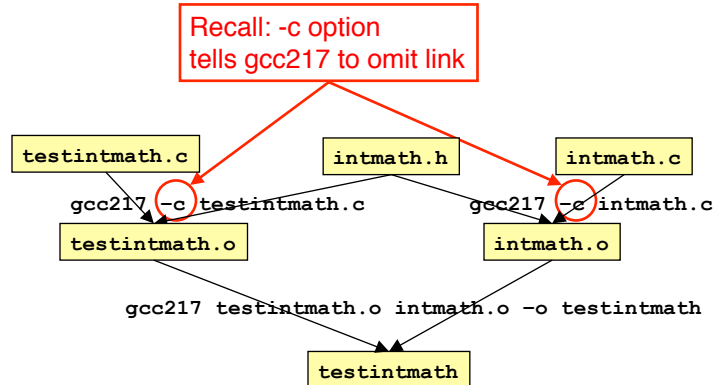 Recall: -c option
tells gcc217 to omit link
testintmath.c
intmath.h
intmath.c
gcc217 –c testintmath.c
gcc217 –c intmath.c
testintmath.o
intmath.o
gcc217 testintmath.o intmath.o –o testintmath
testintmath